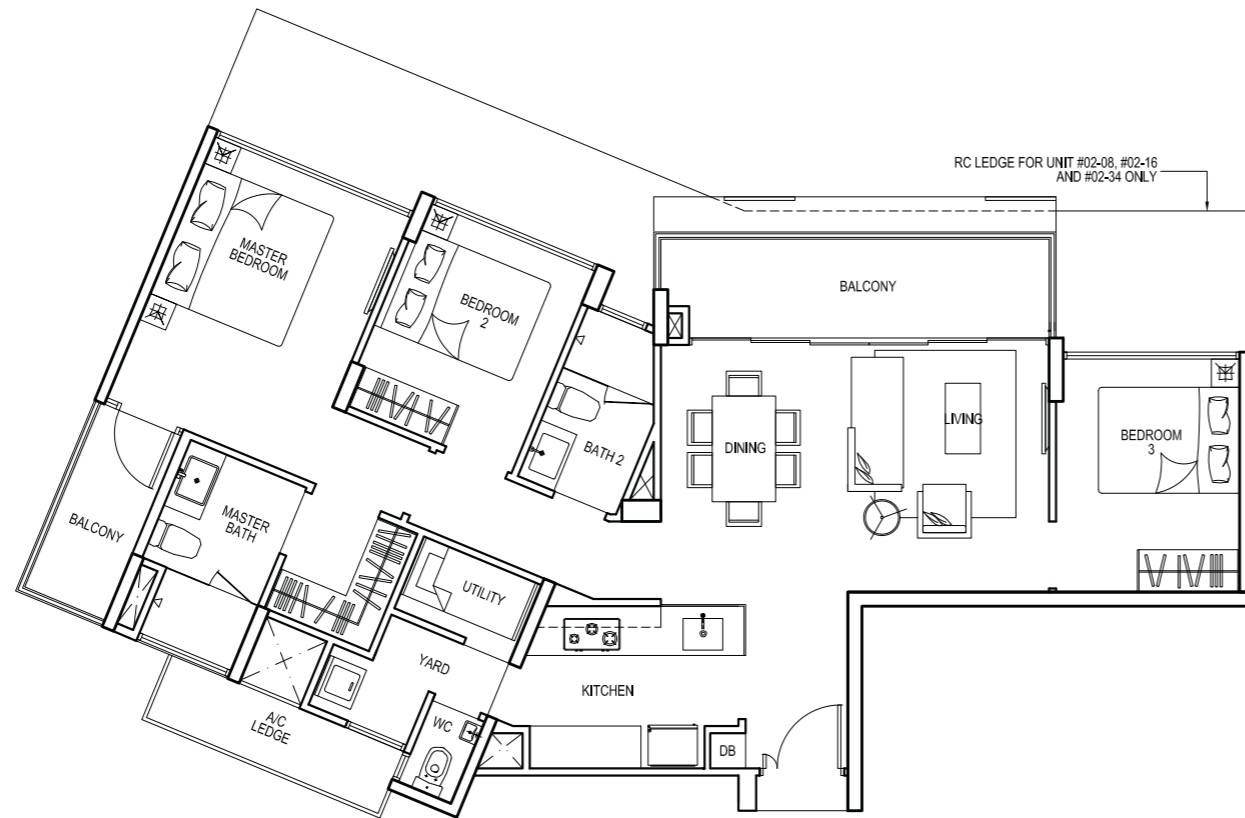 RC LEDGE FOR UNIT #02-08, #02-16
AND #02-34 ONLY
MASTER
BEDROOM
BEDROOM
2
BALCONY
DINING
LIVING
BEDROOM
3
BATH 2
MASTER
BATH
BALCONY
UTILITY
YARD
KITCHEN
A/C
LEDGE
WC
DB